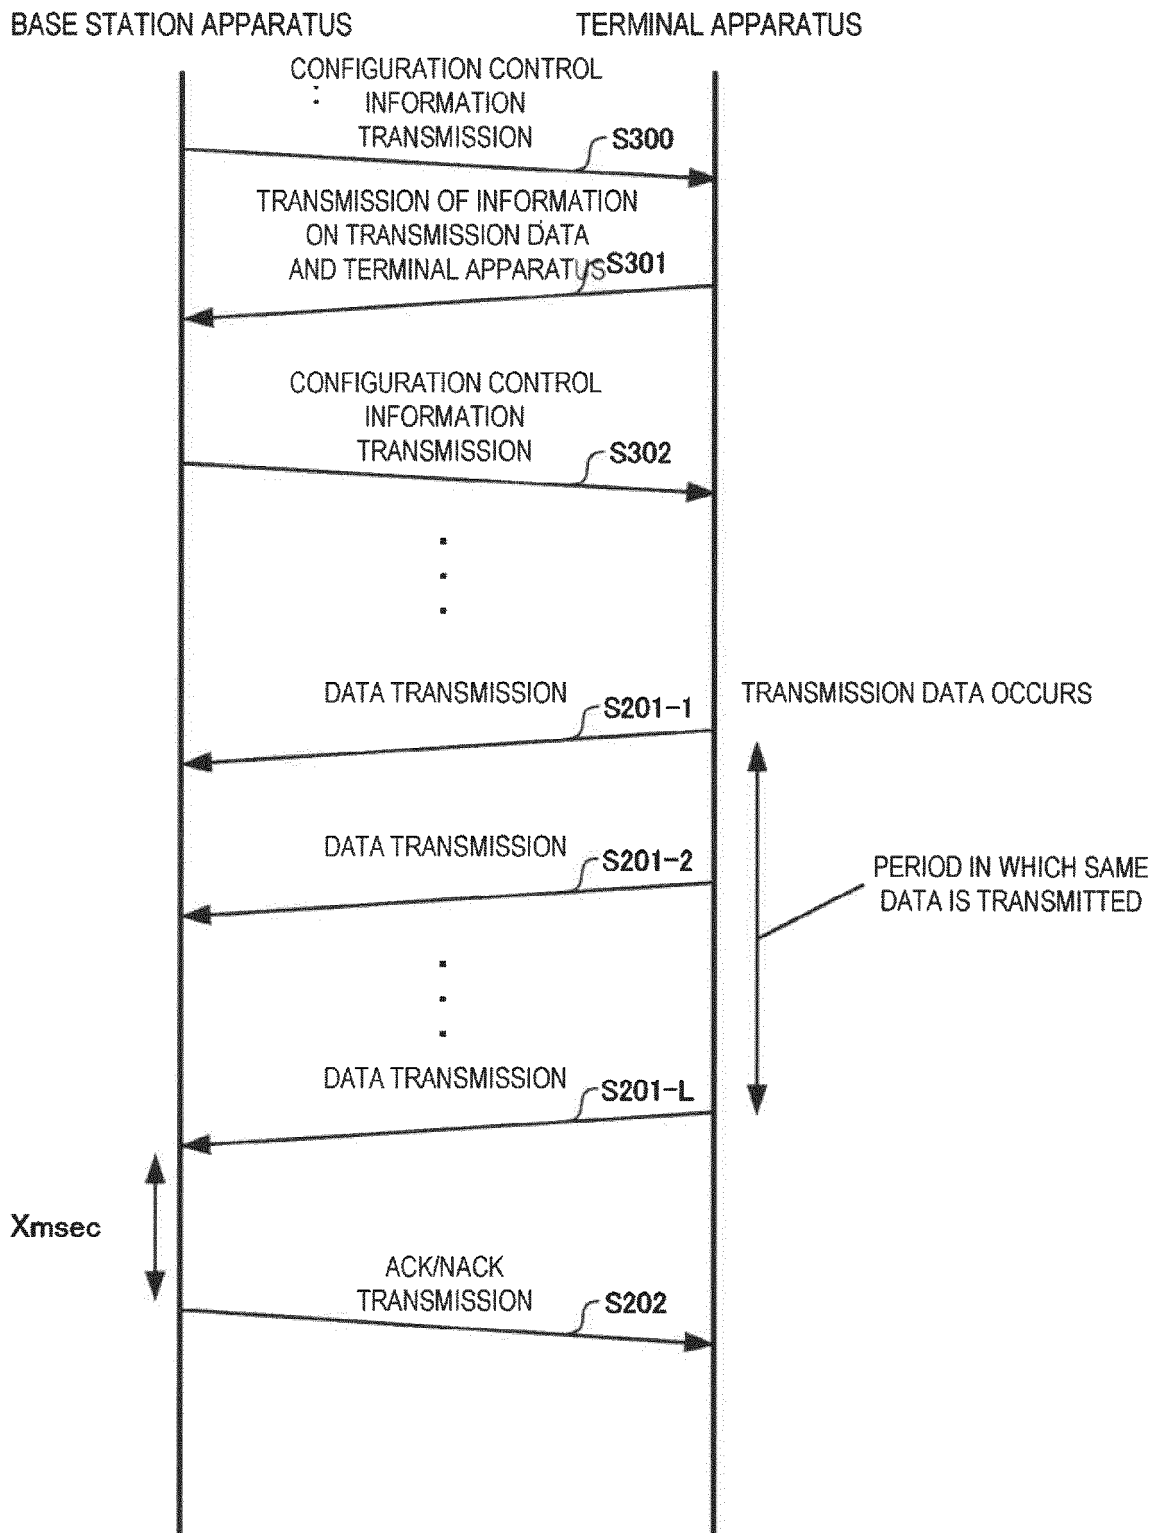 BASE STATION APPARATUS
TERMINAL APPARATUS
CONFIGURATION CONTROL
INFORMATION
TRANSMISSION
S300
TRANSMISSION OF INFORMATION
ON TRANSMISSION DATA
AND TERMINAL APPARATUS
S301
CONFIGURATION CONTROL
INFORMATION
TRANSMISSION
S302
DATA TRANSMISSION
S201-1
TRANSMISSION DATA OCCURS
DATA TRANSMISSION
S201-2
PERIOD IN WHICH SAME
DATA IS TRANSMITTED
DATA TRANSMISSION
S201-L
Xmsec
ACK/NACK
TRANSMISSION
S202